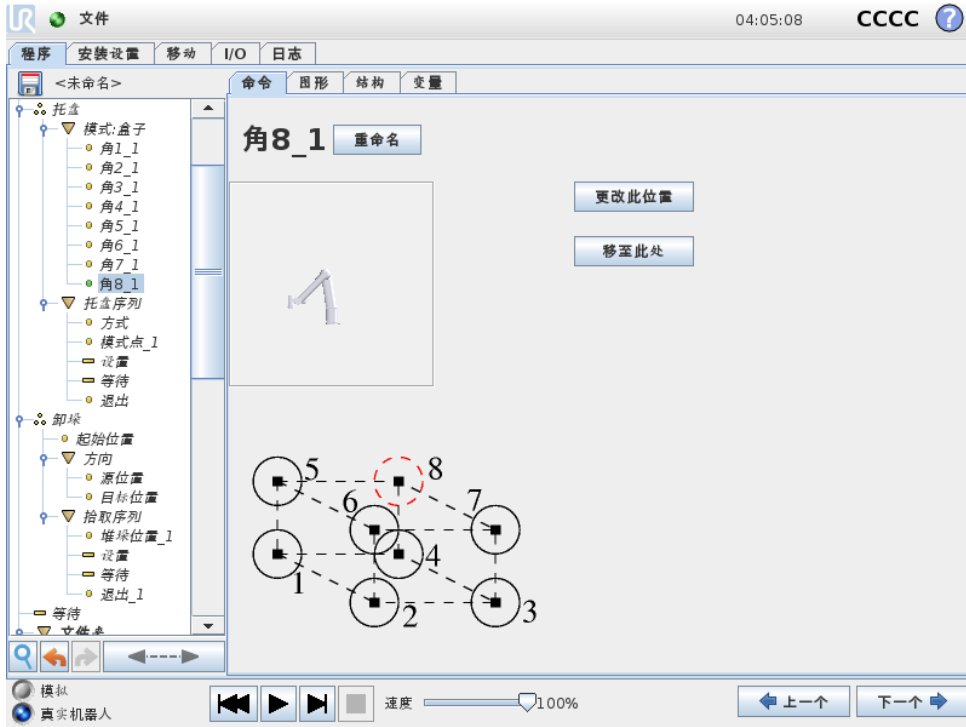 UR 文件 04:05:08 CCCC ?
程序 安装设置 移动 I/O 日志
<未命名> 命令 图形 结构 变量
托盘
模式:盒子
角1_1
角2_1
角3_1
角4_1
角5_1
角6_1
角7_1
角8_1
托盘序列
方式
模式点_1
设置
等待
退出
卸垛
起始位置
方向
源位置
目标位置
拾取序列
堆垛位置_1
设置
等待
退出_1
等待
文件夹
角8_1 重命名
更改此位置
移至此处
5 8
6 7
1 4
2 3
模拟
真实机器人
速度 100%
上一个 下一个